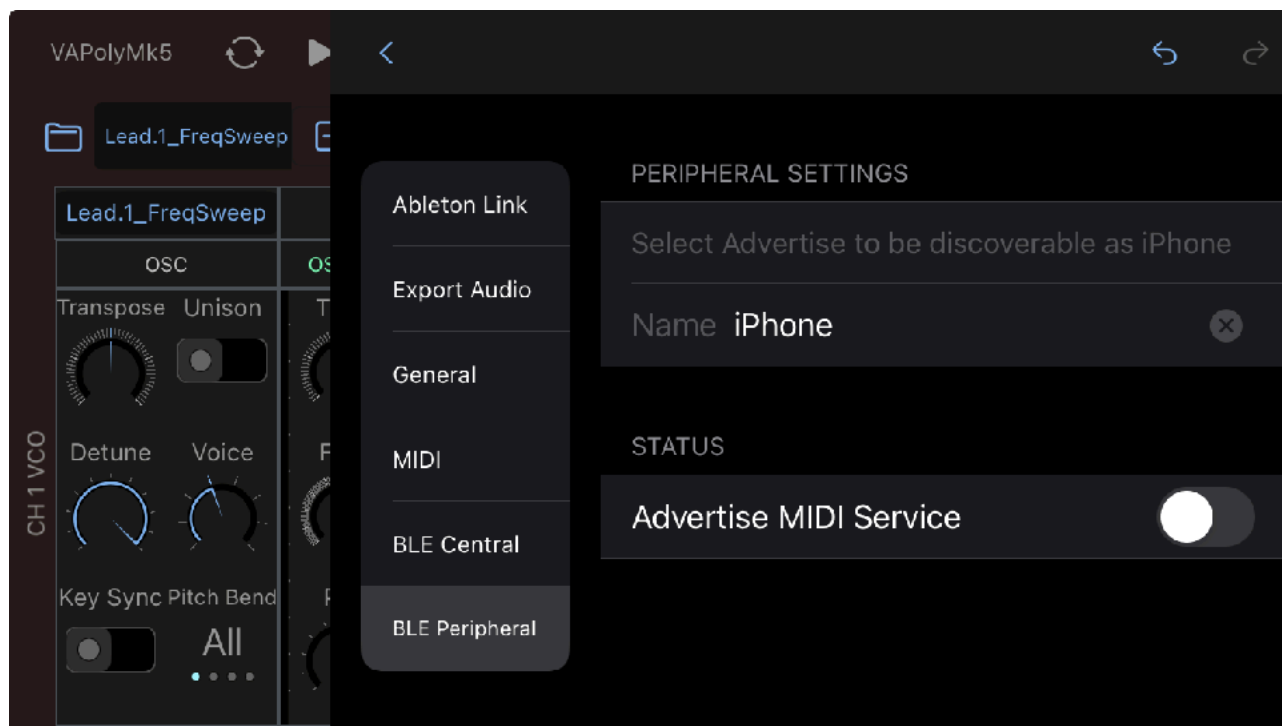 VAPolyMk5
Lead.1_FreqSweep
Lead.1_FreqSweep
OSC
Transpose Unison
Detune Voice
Key Sync Pitch Bend
All
CH 1 VCO
Ableton Link
Export Audio
General
MIDI
BLE Central
BLE Peripheral
PERIPHERAL SETTINGS
Select Advertise to be discoverable as iPhone
Name iPhone
STATUS
Advertise MIDI Service